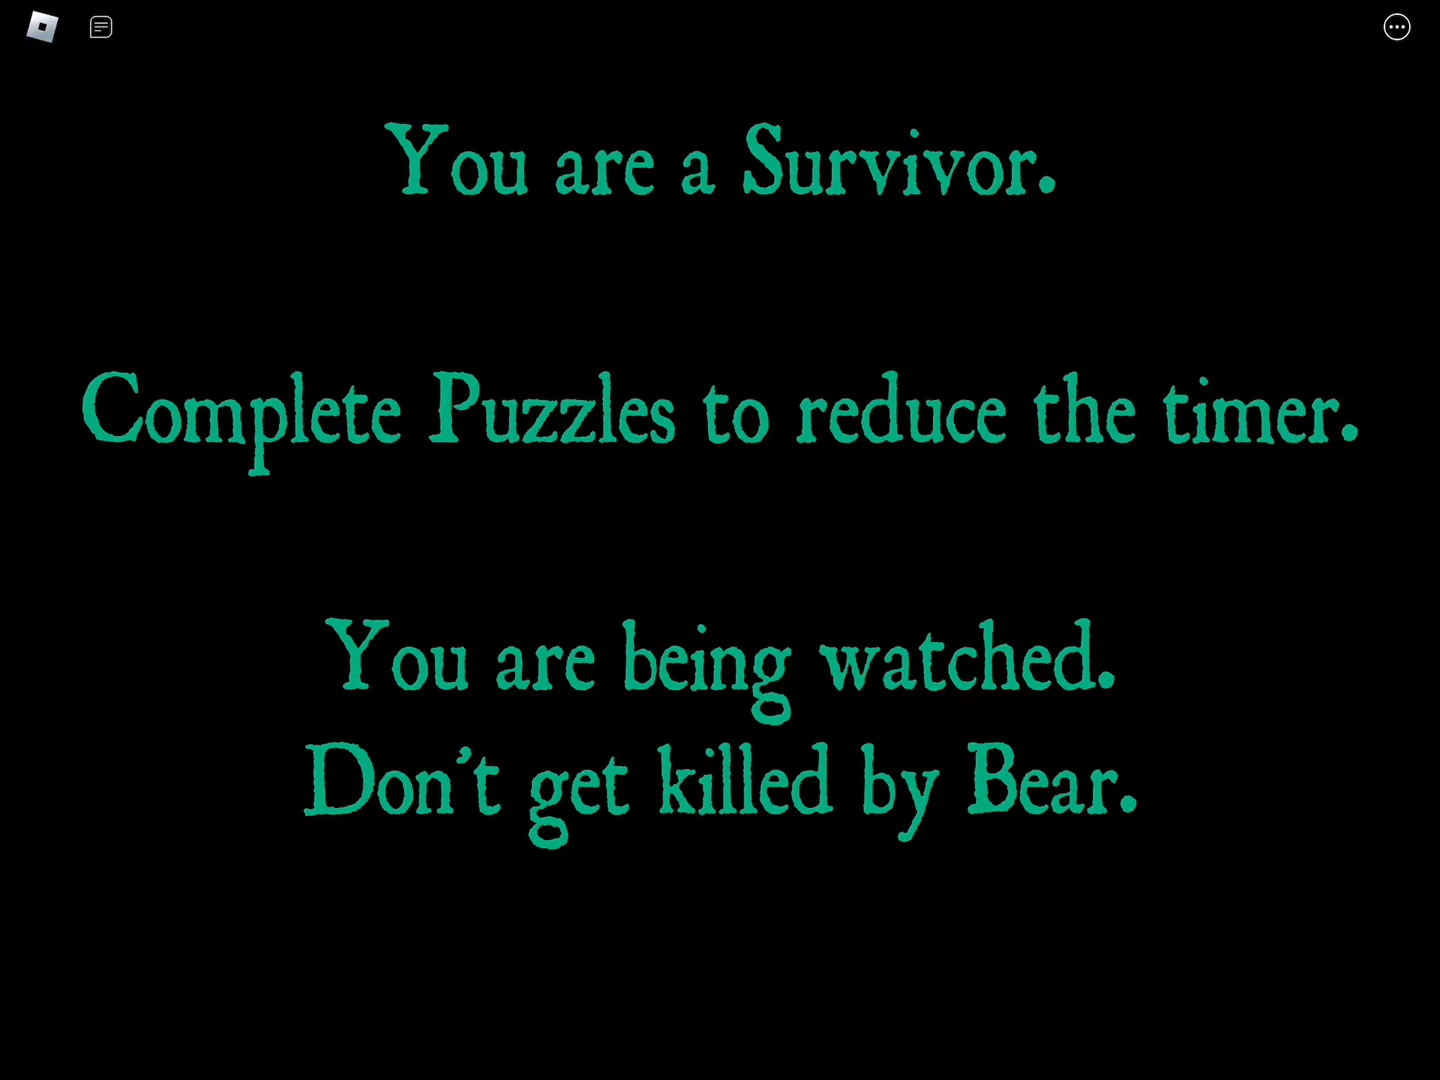 You are a Survivor.
Complete Puzzles to reduce the timer.
You are being watched.
Don’t get killed by Bear.